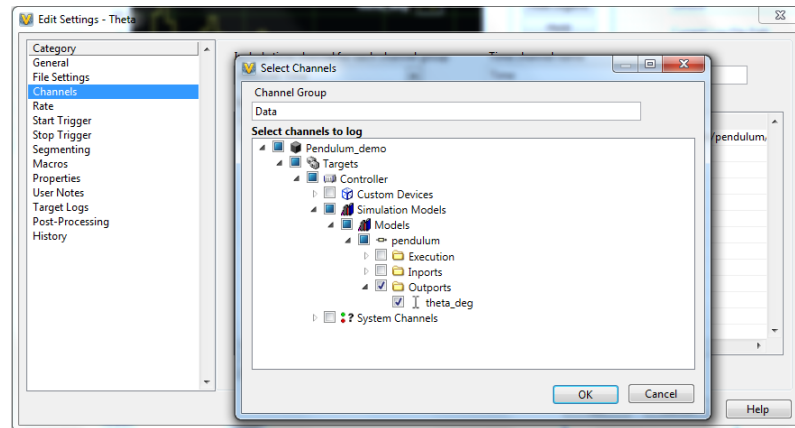 Edit Settings - Theta
Category
General
File Settings
Channels
Rate
Start Trigger
Stop Trigger
Segmenting
Macros
Properties
User Notes
Target Logs
Post-Processing
History
Select Channels
Channel Group
Data
Select channels to log
Pendulum_demo
Targets
Controller
Custom Devices
Simulation Models
Models
pendulum
Execution
Inports
Outports
theta_deg
System Channels
/pendulum/
OK
Cancel
Help